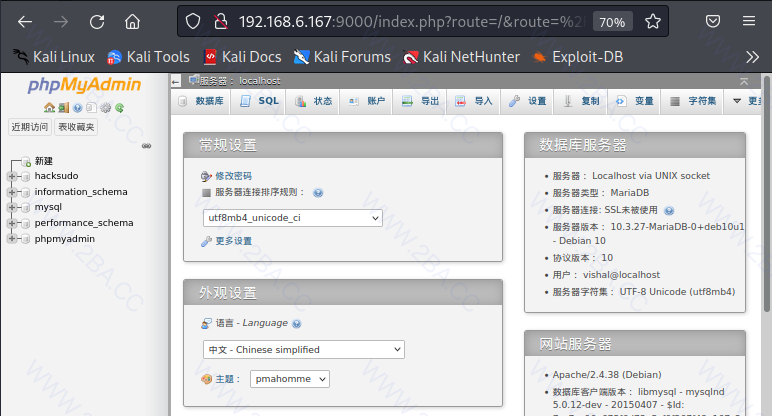 192.168.6.167:9000/index.php?route=/&route=%2
70%
Kali Linux Kali Tools Kali Docs Kali Forums Kali NetHunter Exploit-DB
phpMyAdmin
近期访问 表收藏夹
新建
hacksudo
information_schema
mysql
performance_schema
phpmyadmin
服务器: localhost
数据库 SQL 状态 账户 导出 导入 设置 复制 变量 字符集
常规设置
修改密码
服务器连接排序规则:
utf8mb4_unicode_ci
更多设置
外观设置
语言 - Language
中文 - Chinese simplified
主题: pmahomme
数据库服务器
• 服务器: Localhost via UNIX socket
• 服务器类型: MariaDB
• 服务器连接: SSL未被使用
• 服务器版本: 10.3.27-MariaDB-0+deb10u1
- Debian 10
• 协议版本: 10
• 用户: vishal@localhost
• 服务器字符集: UTF-8 Unicode (utf8mb4)
网站服务器
• Apache/2.4.38 (Debian)
• 数据库客户端版本: libmysql - mysqlnd
5.0.12-dev - 20150407 - $Id:
WWW.2BA.CC